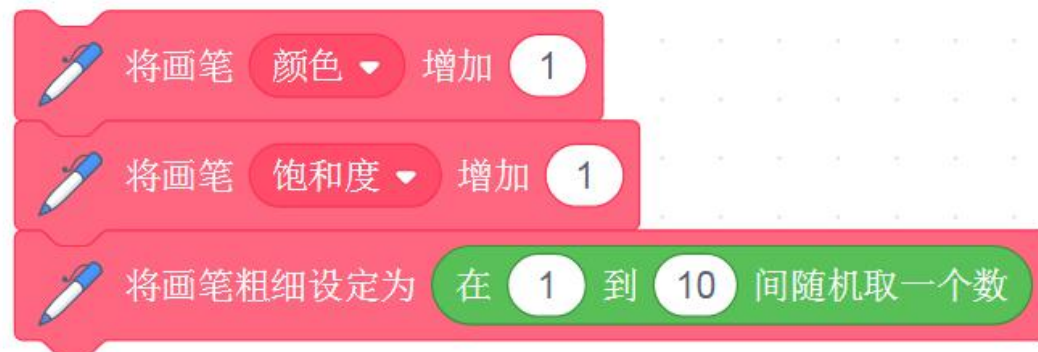 将画笔 颜色 增加 1
将画笔 饱和度 增加 1
将画笔粗细设定为 在 1 到 10 间随机取一个数